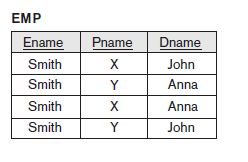 EMP
Ename Pname Dname
Smith X John
Smith Y Anna
Smith X Anna
Smith Y John